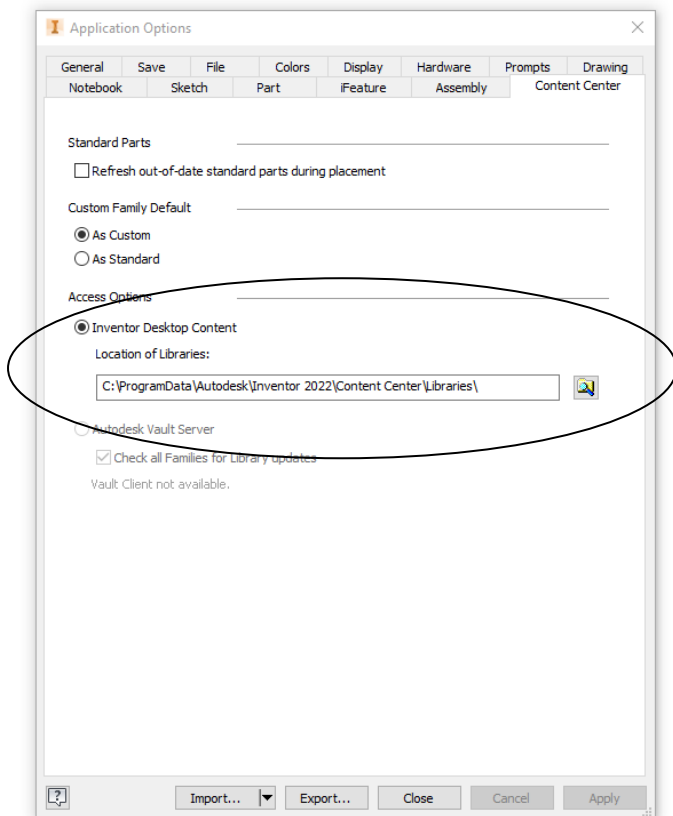 Application Options
General Save File Colors Display Hardware Prompts Drawing
Notebook Sketch Part iFeature Assembly Content Center
Standard Parts
Refresh out-of-date standard parts during placement
Custom Family Default
As Custom
As Standard
Access Options
Inventor Desktop Content
Location of Libraries:
C:\ProgramData\Autodesk\Inventor 2022\Content Center\Libraries\
Autodesk Vault Server
Check all Families for Library updates
Vault Client not available.
Import... Export... Close Cancel Apply